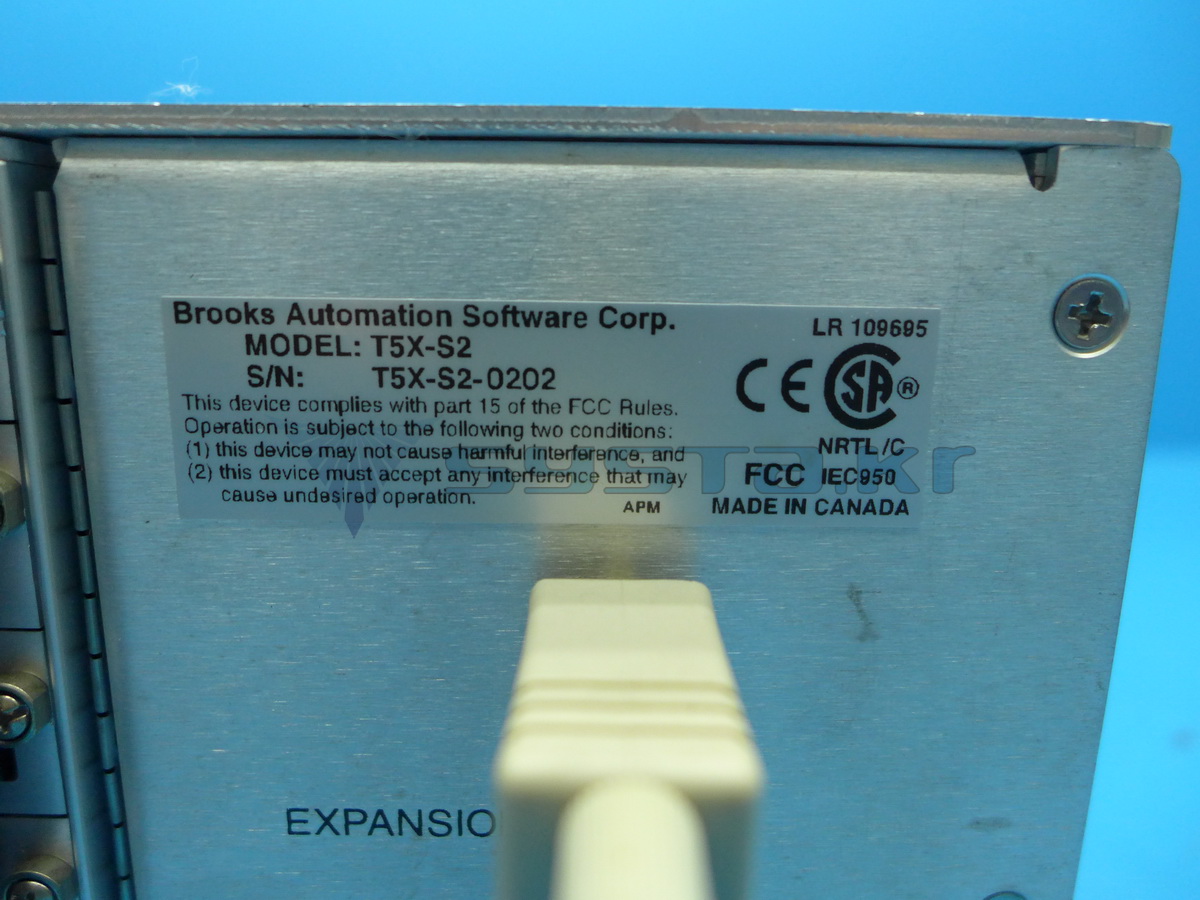 Brooks Automation Software Corp.
LR 109695
MODEL: T5X-S2
S/N: T5X-S2-0202
CE SA ®
This device complies with part 15 of the FCC Rules.
Operation is subject to the following two conditions:
(1) this device may not cause harmful interference, and
(2) this device must accept any interference that may
cause undesired operation.
NRTL/C
FCC IEC950
APM MADE IN CANADA
systa.kr
EXPANSIO